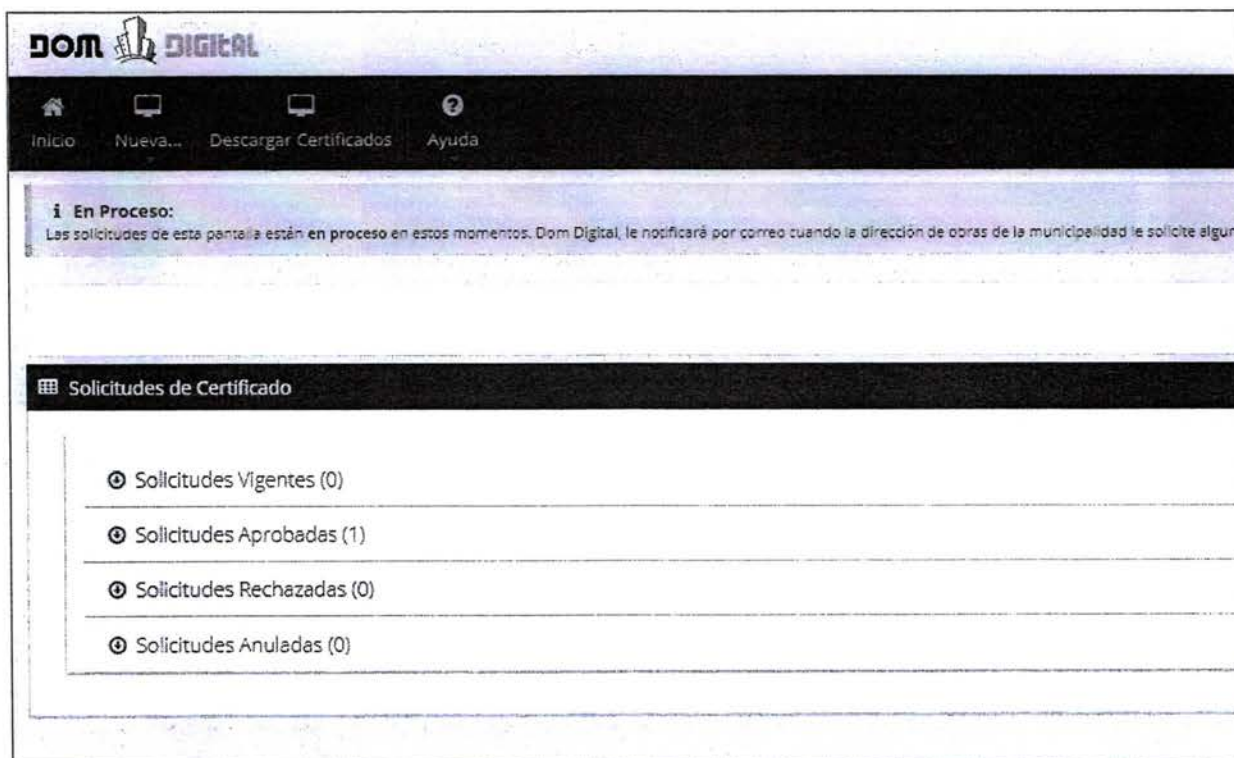 DOM DIGITAL
Inicio Nueva... Descargar Certificados Ayuda
i En Proceso:
Las solicitudes de esta pantalla están en proceso en estos momentos. Dom Digital, le notificará por correo cuando la dirección de obras de la municipalidad le solicite algun
Solicitudes de Certificado
Solicitudes Vigentes (0)
Solicitudes Aprobadas (1)
Solicitudes Rechazadas (0)
Solicitudes Anuladas (0)